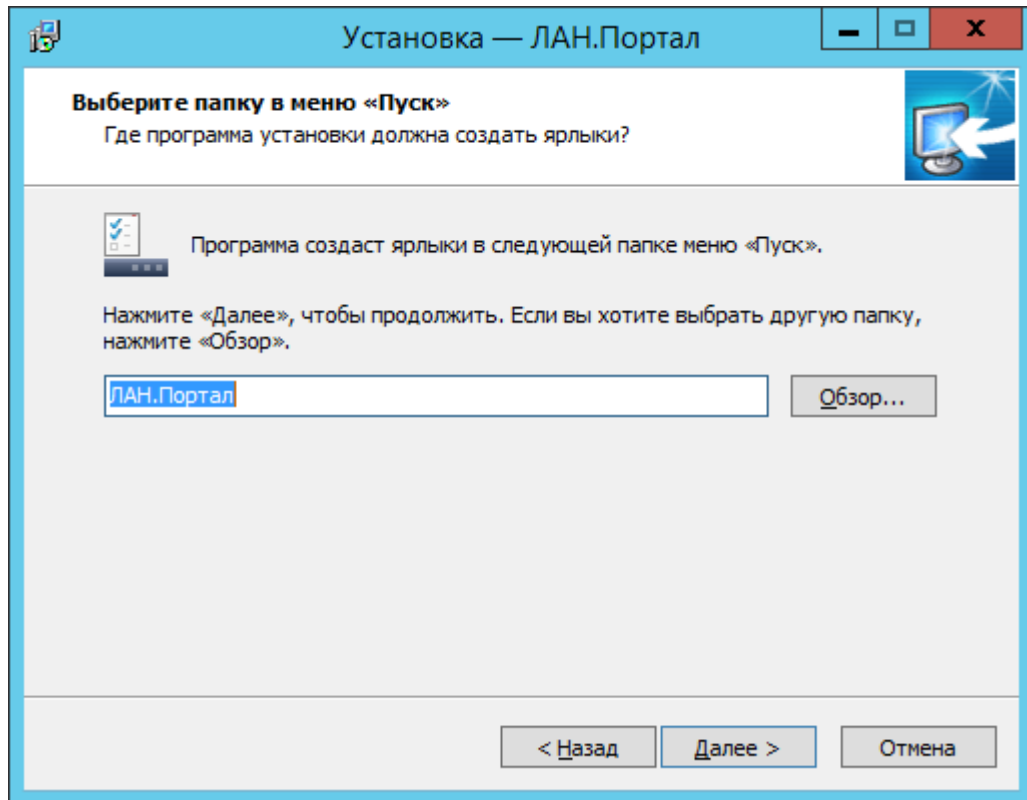 Установка — ЛАН.Портал
Выберите папку в меню «Пуск»
Где программа установки должна создать ярлыки?
Программа создаст ярлыки в следующей папке меню «Пуск».
Нажмите «Далее», чтобы продолжить. Если вы хотите выбрать другую папку,
нажмите «Обзор».
ЛАН.Портал
Обзор...
< Назад
Далее >
Отмена